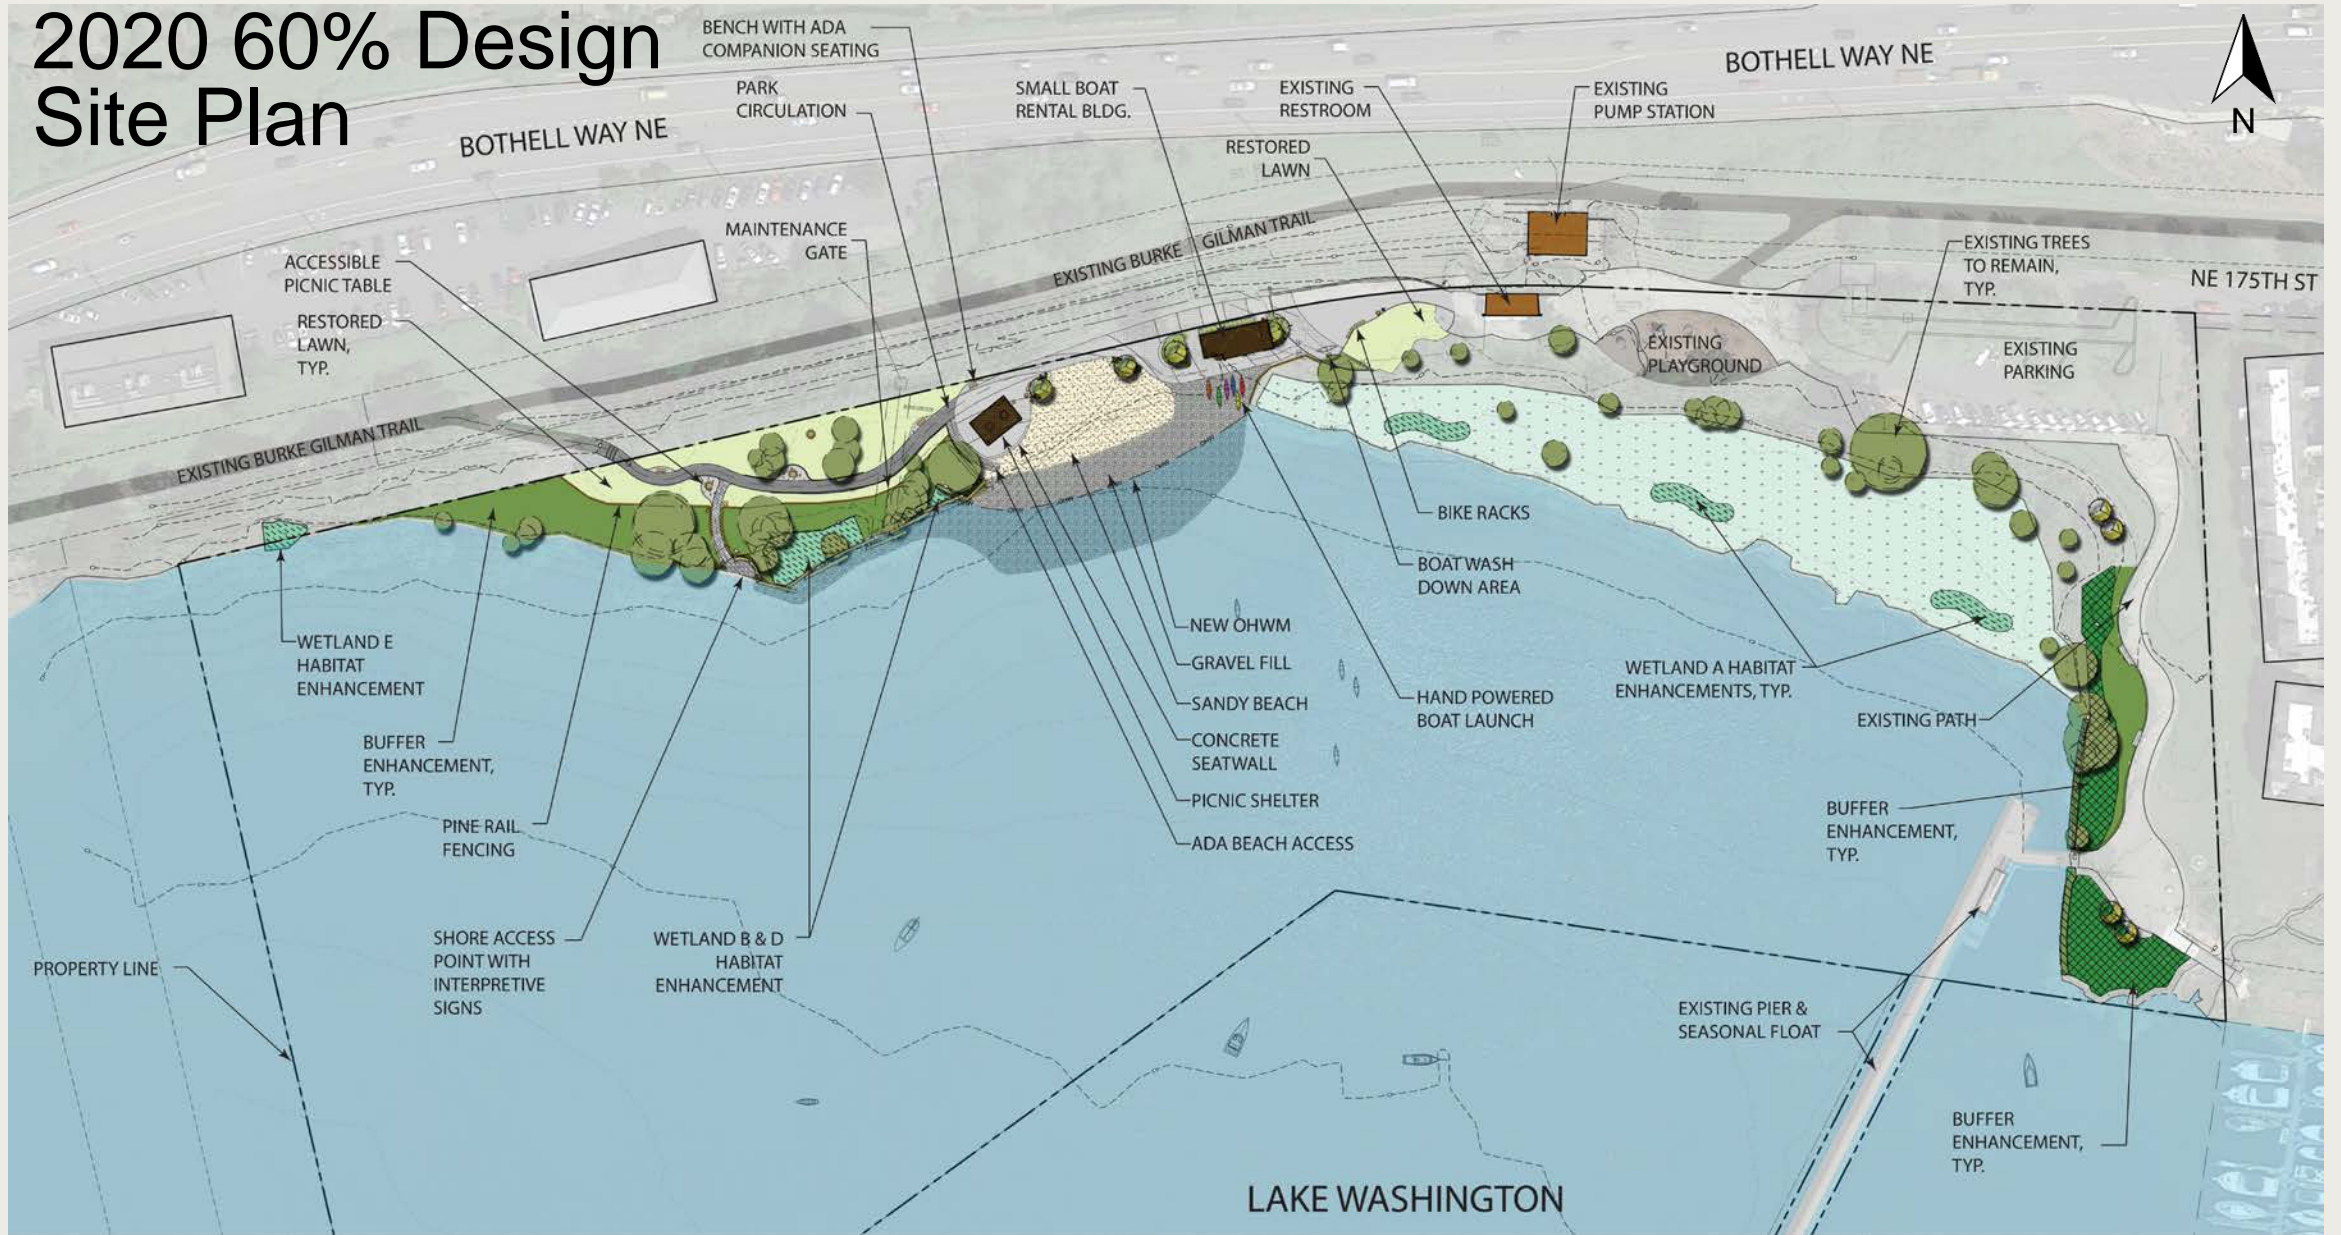 2020 60% Design
Site Plan
BENCH WITH ADA
COMPANION SEATING
PARK
CIRCULATION
SMALL BOAT
RENTAL BLDG.
EXISTING
RESTROOM
EXISTING
PUMP STATION
BOTHELL WAY NE
N
BOTHELL WAY NE
RESTORED
LAWN
MAINTENANCE
GATE
EXISTING BURKE GILMAN TRAIL
ACCESSIBLE
PICNIC TABLE
RESTORED
LAWN,
TYP.
EXISTING TREES
TO REMAIN,
TYP.
NE 175TH ST
EXISTING
PLAYGROUND
EXISTING
PARKING
EXISTING BURKE GILMAN TRAIL
BIKE RACKS
BOAT WASH
DOWN AREA
NEW OHWM
GRAVEL FILL
SANDY BEACH
CONCRETE
SEATWALL
PICNIC SHELTER
ADA BEACH ACCESS
HAND POWERED
BOAT LAUNCH
WETLAND A HABITAT
ENHANCEMENTS, TYP.
EXISTING PATH
WETLAND E
HABITAT
ENHANCEMENT
BUFFER
ENHANCEMENT,
TYP.
PINE RAIL
FENCING
BUFFER
ENHANCEMENT,
TYP.
SHORE ACCESS
POINT WITH
INTERPRETIVE
SIGNS
WETLAND B & D
HABITAT
ENHANCEMENT
PROPERTY LINE
EXISTING PIER &
SEASONAL FLOAT
BUFFER
ENHANCEMENT,
TYP.
LAKE WASHINGTON